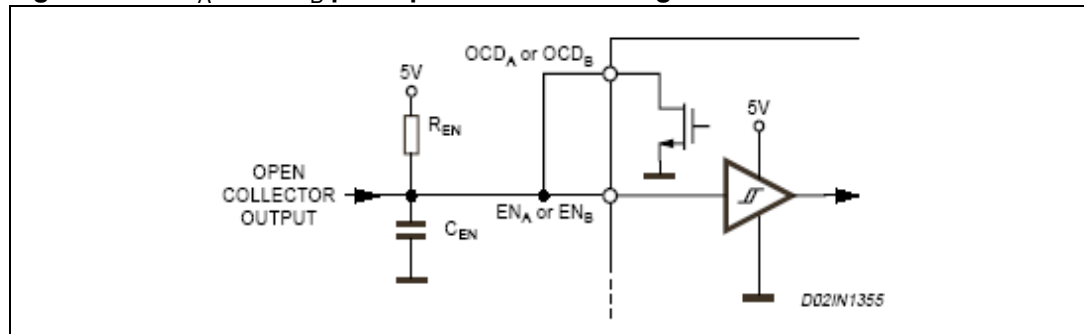 OCDA or OCDB
5V
REN
5V
OPEN
COLLECTOR
OUTPUT
ENA or ENB
CEN
D02IN1355